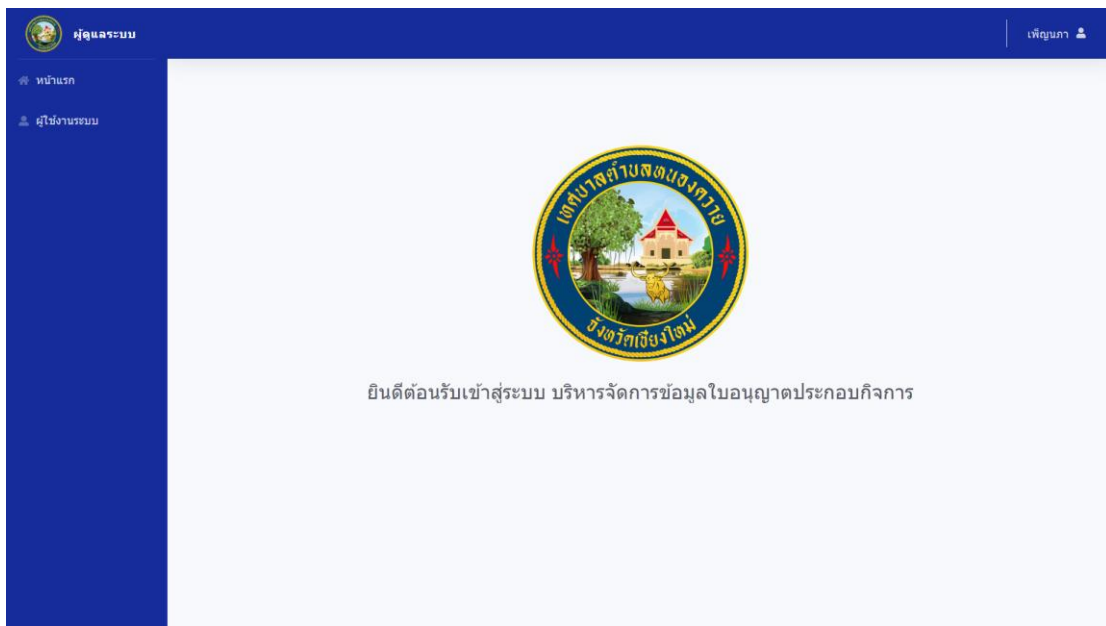 ผู้ดูแลระบบ
เพ็ญนภา
หน้าแรก
ผู้ใช้งานระบบ
เทศบาลตำบลหนองควาย
จังหวัดเชียงใหม่
ยินดีต้อนรับเข้าสู่ระบบ บริหารจัดการข้อมูลใบอนุญาตประกอบกิจการ